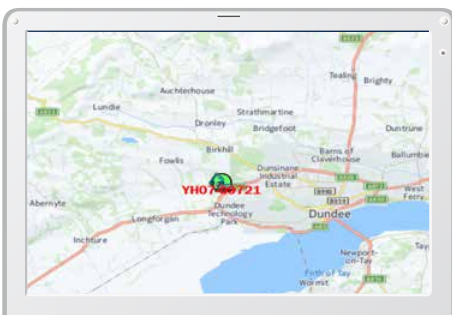 Tealing
Brighty
Auchterhouse
Lundie
Strathmartine
Dronley
Bridgefoot
Duntrune
Birkhill
Barns of
Claverhouse
Ballumbie
Fowlis
Dunsinane
Industrial
Estate
West
Ferry
Abernyte
Dundee
Technology
Park
Longforgan
Dundee
Inchture
Newport-
on-Tay
Tay
Firth of Tay
Wormit